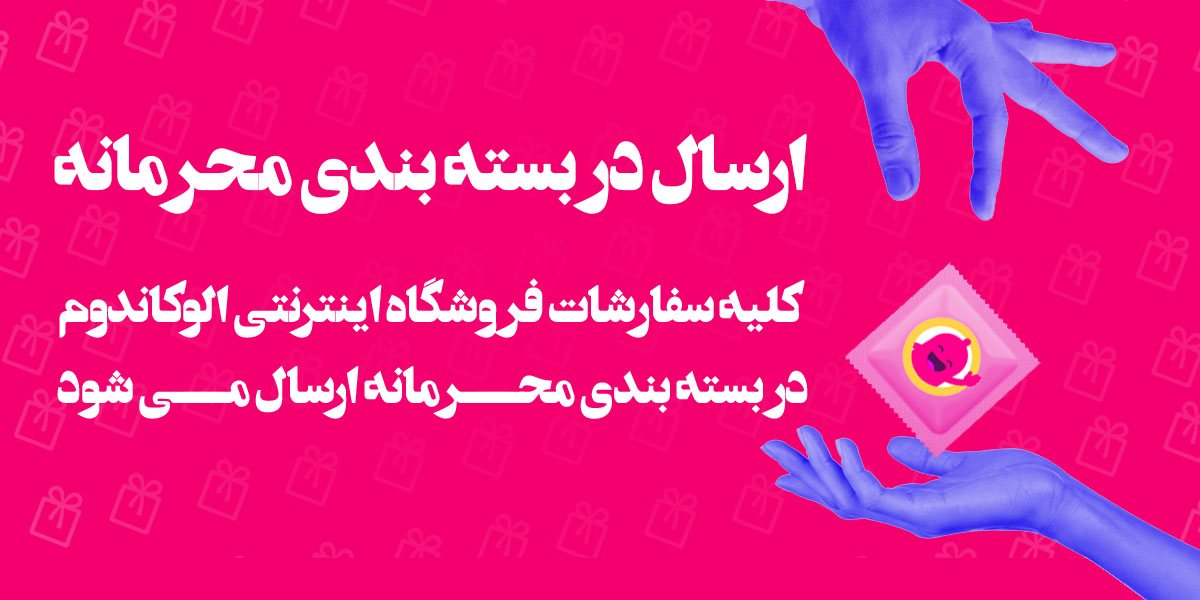 ارسال در بسته بندی محرمانه
کلیه سفارشات فروشگاه اینترنتی الوکاندوم
در بسته بندی محـــرمانه ارسال مـــی شود